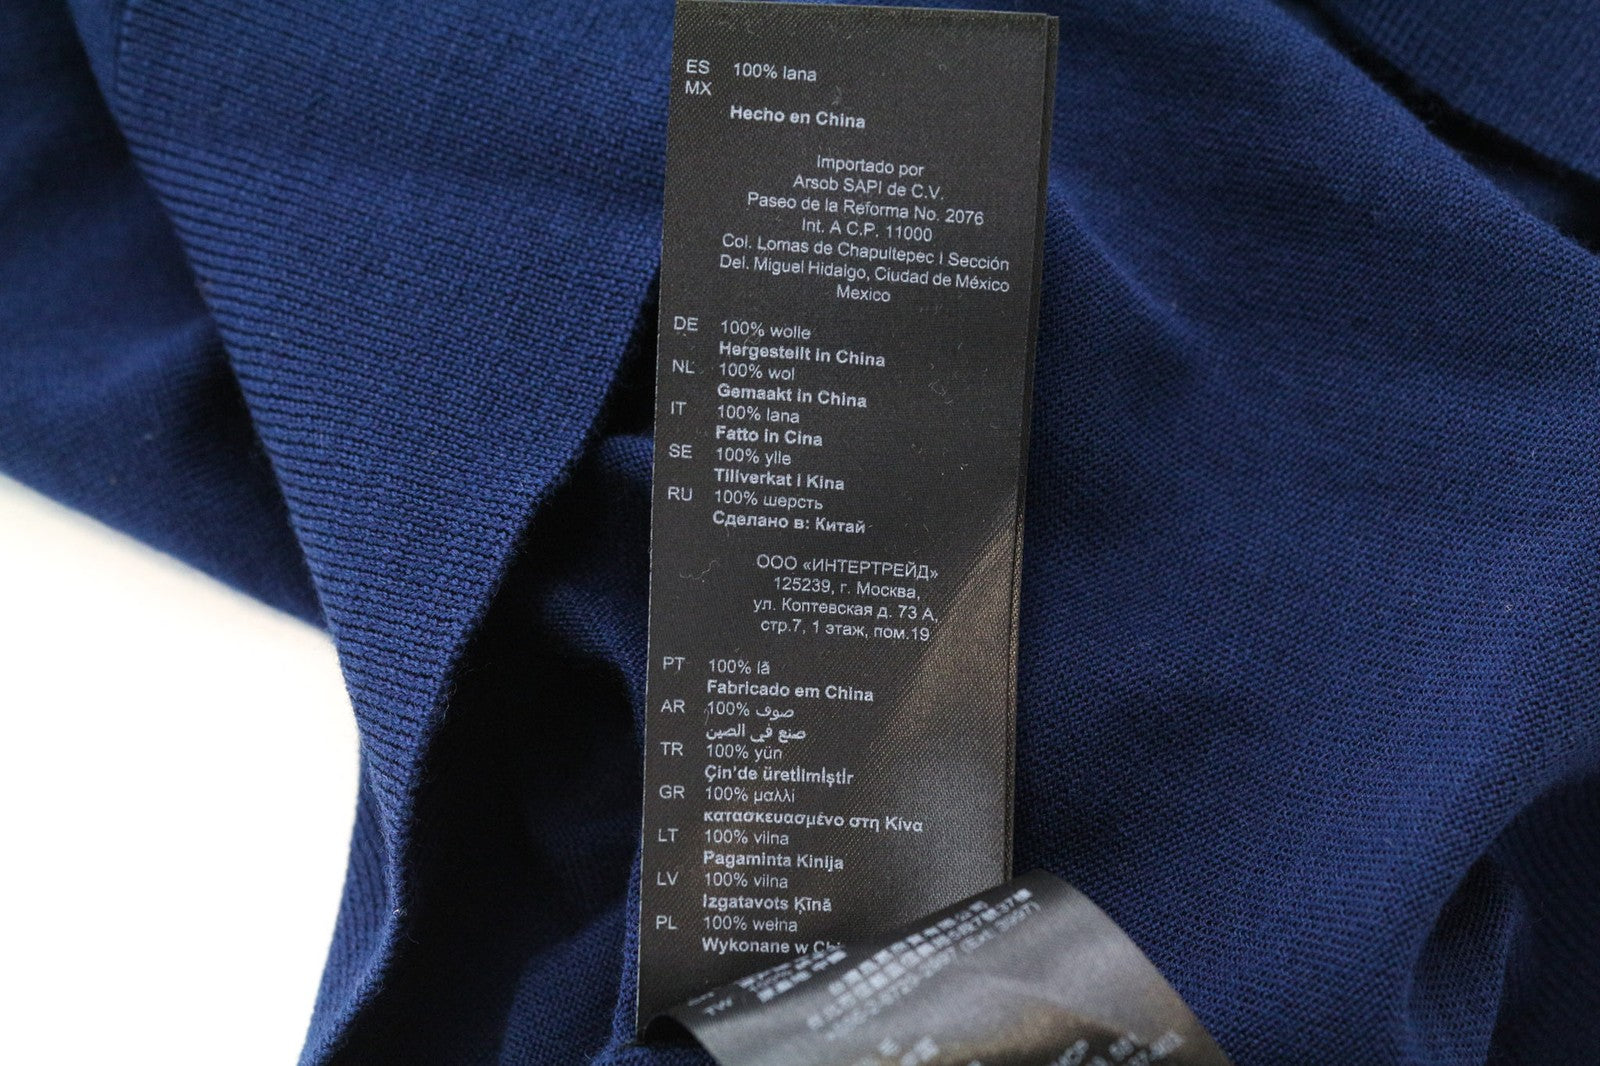 ES 100% lana
MX
Hecho en China
Importado por
Arsob SAPI de C.V.
Paseo de la Reforma No. 2076
Int. A C.P. 11000
Col. Lomas de Chapultepec I Sección
Del. Miguel Hidalgo, Ciudad de México
Mexico
DE 100% wolle
Hergestellt in China
NL 100% wol
Gemaakt in China
IT 100% lana
Fatto in Cina
SE 100% ylle
Tillverkat i Kina
RU 100% шерсть
Сделано в: Китай
ООО «ИНТЕРТРЕЙД»
125239, г. Москва,
ул. Коптевская д. 73 А,
стр.7, 1 этаж, пом.19
PT 100% lã
Fabricado em China
AR 100% صوف
صنع في الصين
TR 100% yün
Çin'de üretilmiştir
GR 100% μαλλί
κατασκευασμένο στη Κίνα
LT 100% vilna
Pagaminta Kinija
LV 100% vilna
Izgatavots Ķīnā
PL 100% wełna
Wykonane w
TW